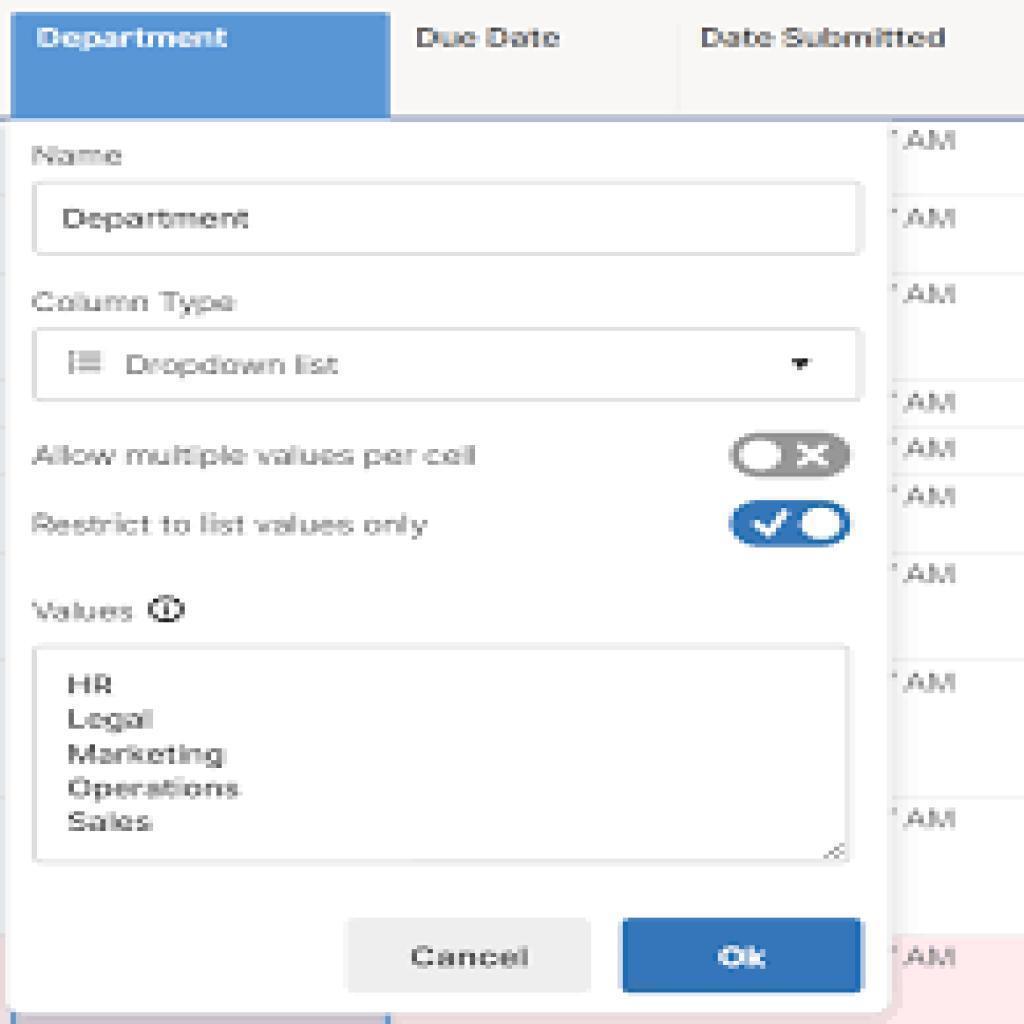 Department Due Date Date Submitted
Name
Department
Column Type
Dropdown list
Allow multiple values per cell
Restrict to list values only
Values
HR
Legal
Marketing
Operations
Sales
Cancel Ok
AM
AM
AM
AM
AM
AM
AM
AM
AM
AM